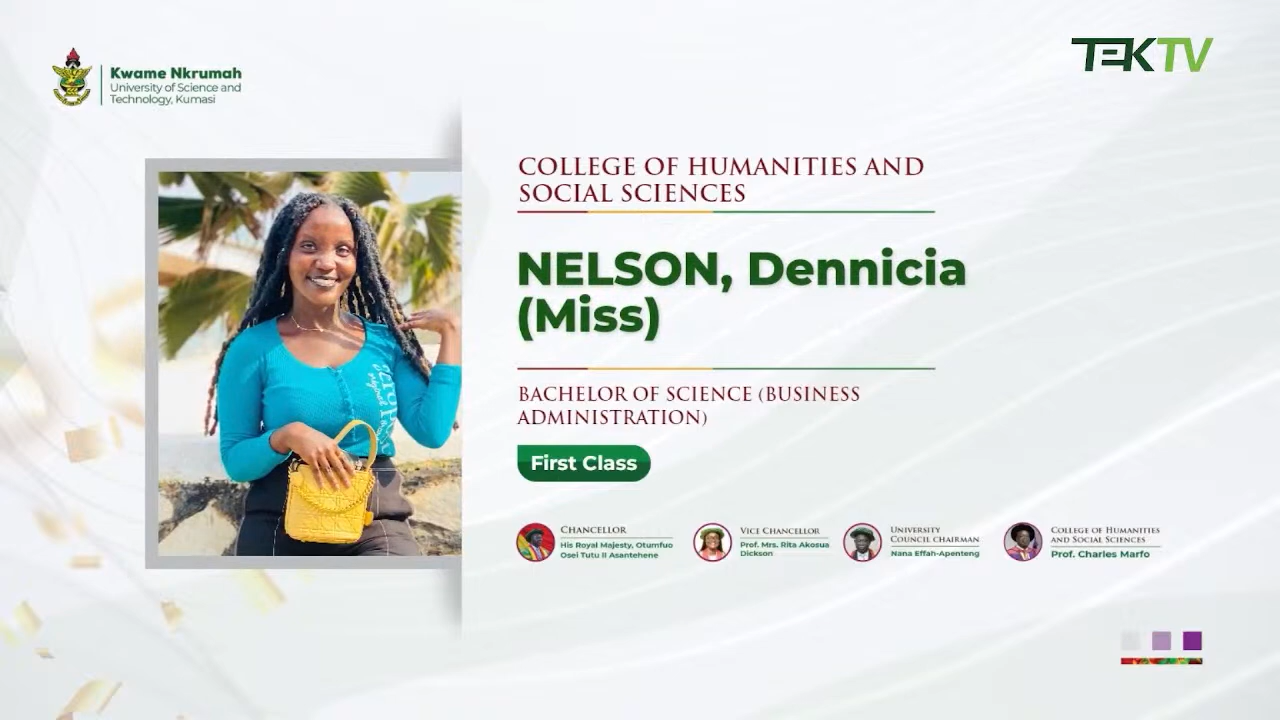 TEKTV
Kwame Nkrumah
University of Science and
Technology, Kumasi
COLLEGE OF HUMANITIES AND
SOCIAL SCIENCES
NELSON, Dennicia
(Miss)
BACHELOR OF SCIENCE (BUSINESS
ADMINISTRATION)
First Class
CHANCELLOR
His Royal Majesty, Otumfuo
Osei Tutu II Asantehene
VICE CHANCELLOR
Prof. Mrs. Rita Akosua
Dickson
UNIVERSITY
COUNCIL CHAIRMAN
Nana Effah-Apenteng
COLLEGE OF HUMANITIES
AND SOCIAL SCIENCES
Prof. Charles Marfo